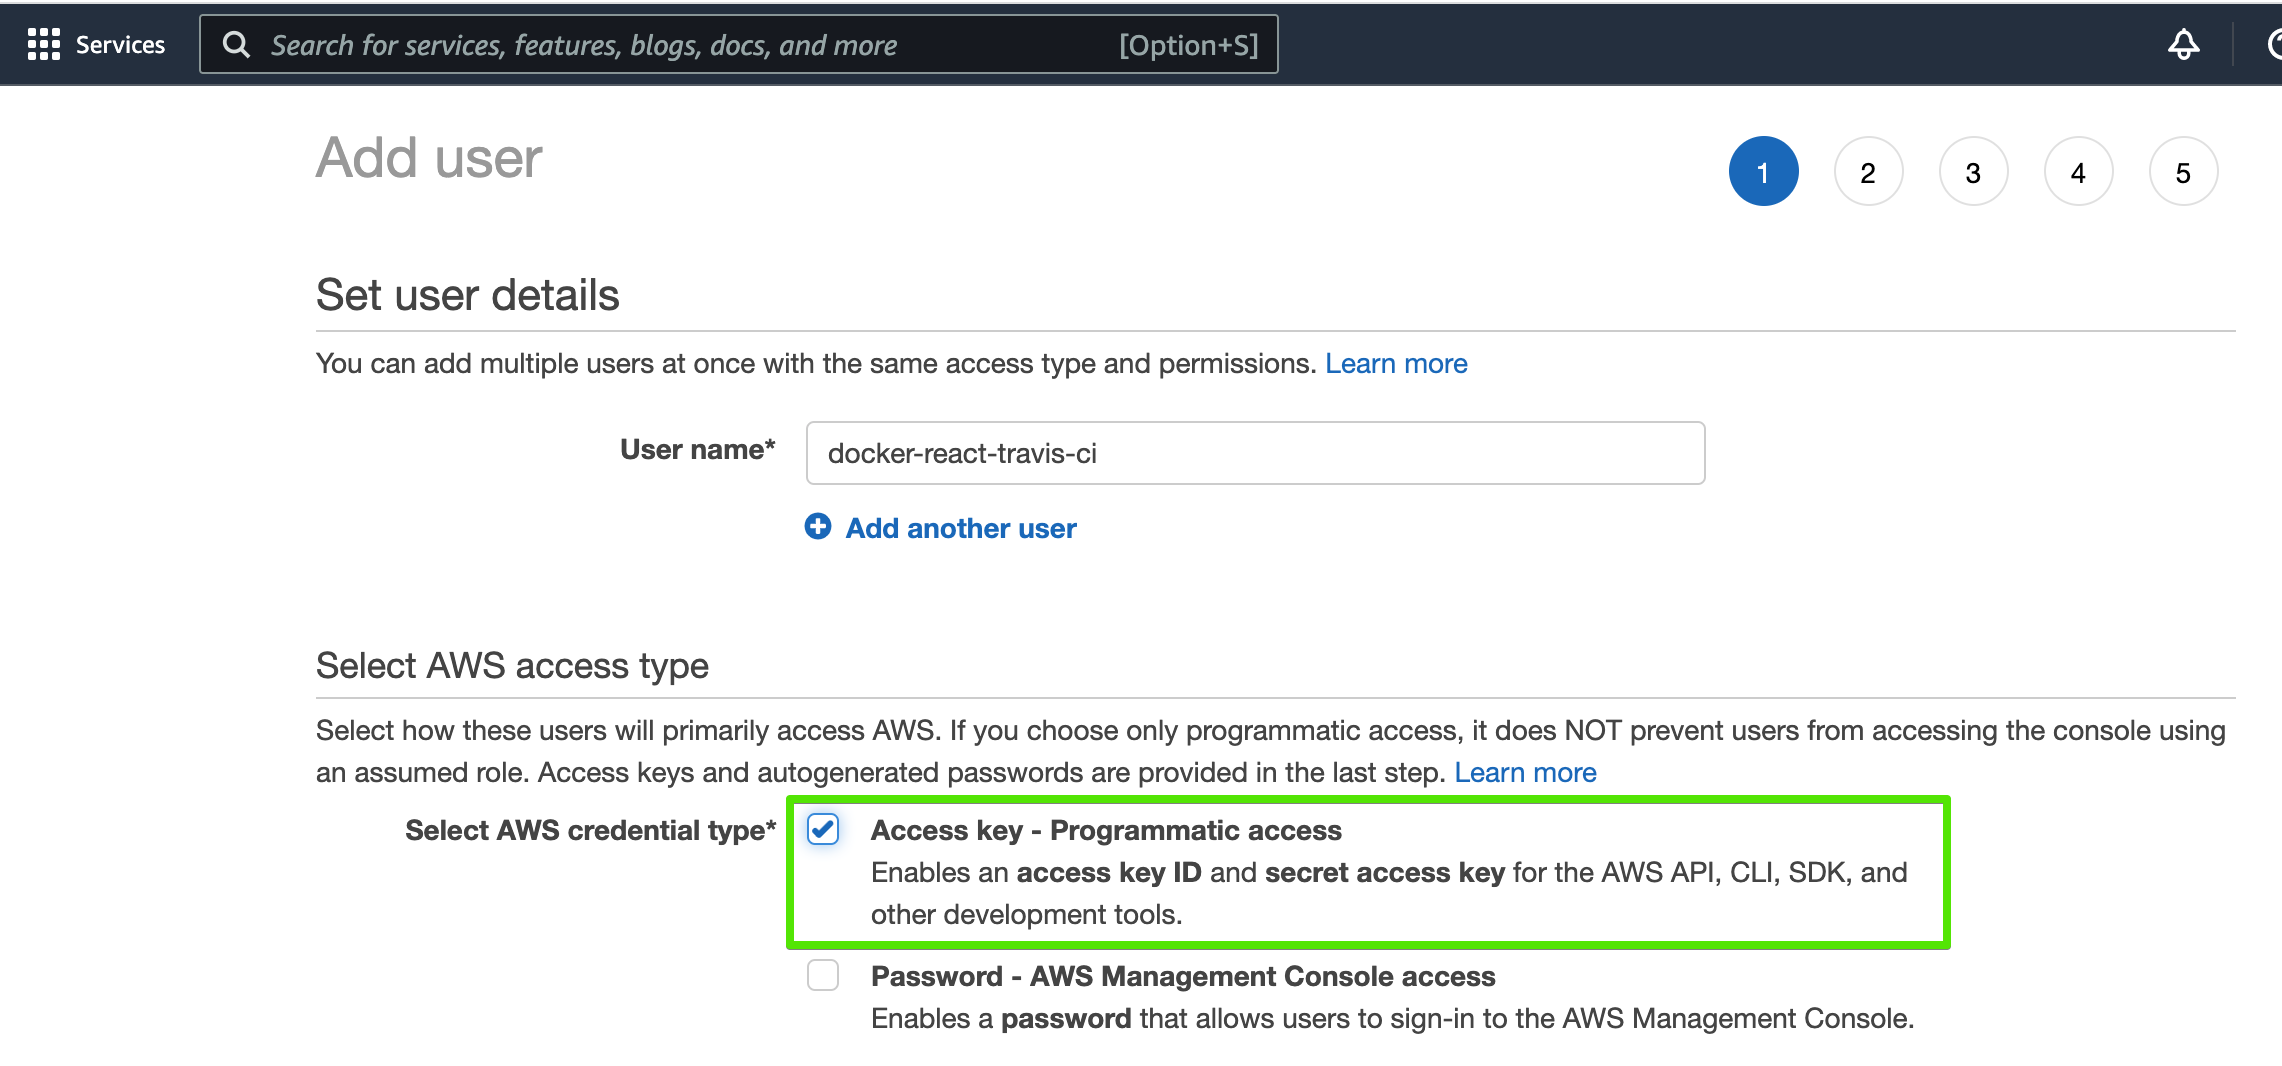 Services
Search for services, features, blogs, docs, and more [Option+S]
Add user
1 2 3 4 5
Set user details
You can add multiple users at once with the same access type and permissions. Learn more
User name* docker-react-travis-ci
Add another user
Select AWS access type
Select how these users will primarily access AWS. If you choose only programmatic access, it does NOT prevent users from accessing the console using
an assumed role. Access keys and autogenerated passwords are provided in the last step. Learn more
Select AWS credential type* Access key - Programmatic access
Enables an access key ID and secret access key for the AWS API, CLI, SDK, and
other development tools.
Password - AWS Management Console access
Enables a password that allows users to sign-in to the AWS Management Console.